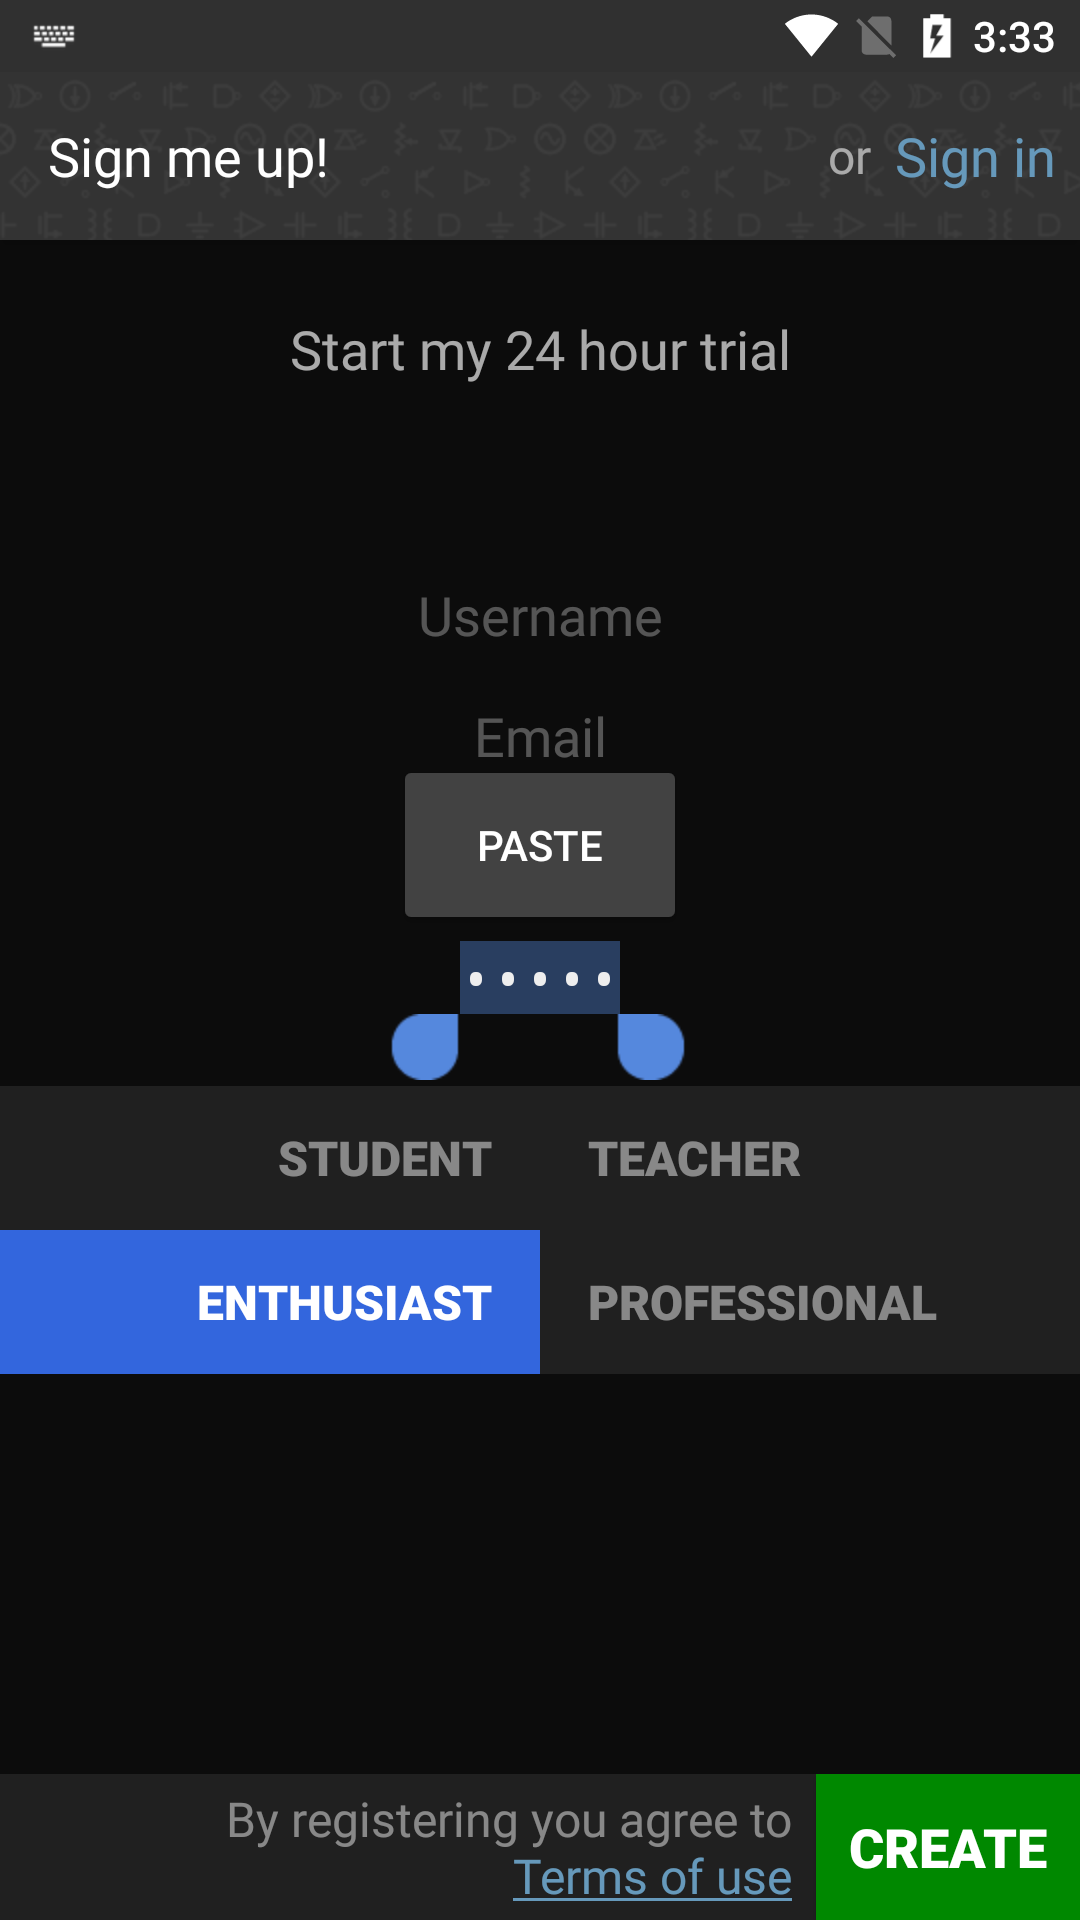 3:33
Sign me up!
or Sign in
Start my 24 hour trial
Username
Email
PASTE
•••••
STUDENT
TEACHER
ENTHUSIAST
PROFESSIONAL
By registering you agree to
Terms of use
CREATE